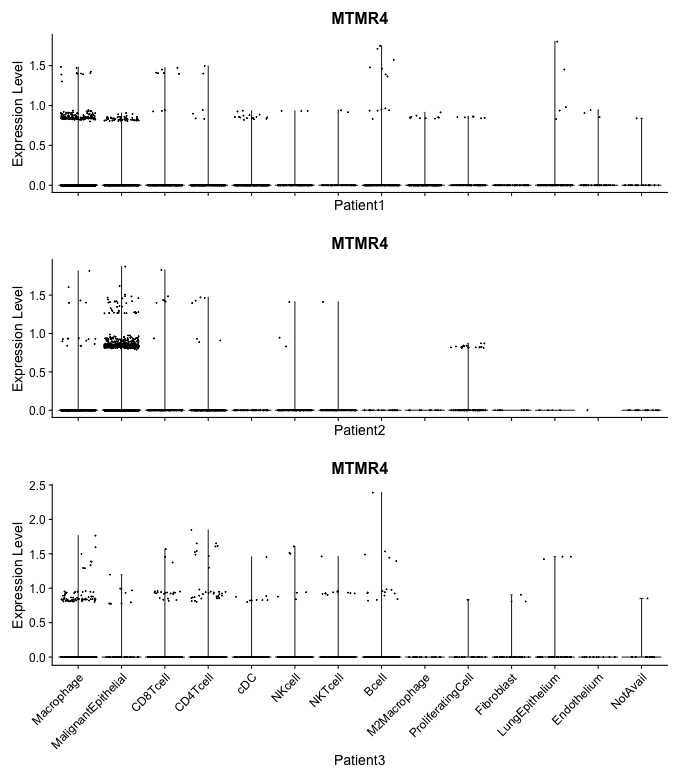 MTMR4
Expression Level
1.5
1.0
0.5
0.0
Patient1
MTMR4
Expression Level
1.5
1.0
0.5
0.0
Patient2
MTMR4
Expression Level
2.5
2.0
1.5
1.0
0.5
0.0
Macrophage
MalignantEpithelial
CD8Tcell
CD4Tcell
cDC
NKcell
NKTcell
Bcell
M2Macrophage
ProliferatingCell
Fibroblast
LungEpithelium
Endothelium
NotAvail
Patient3